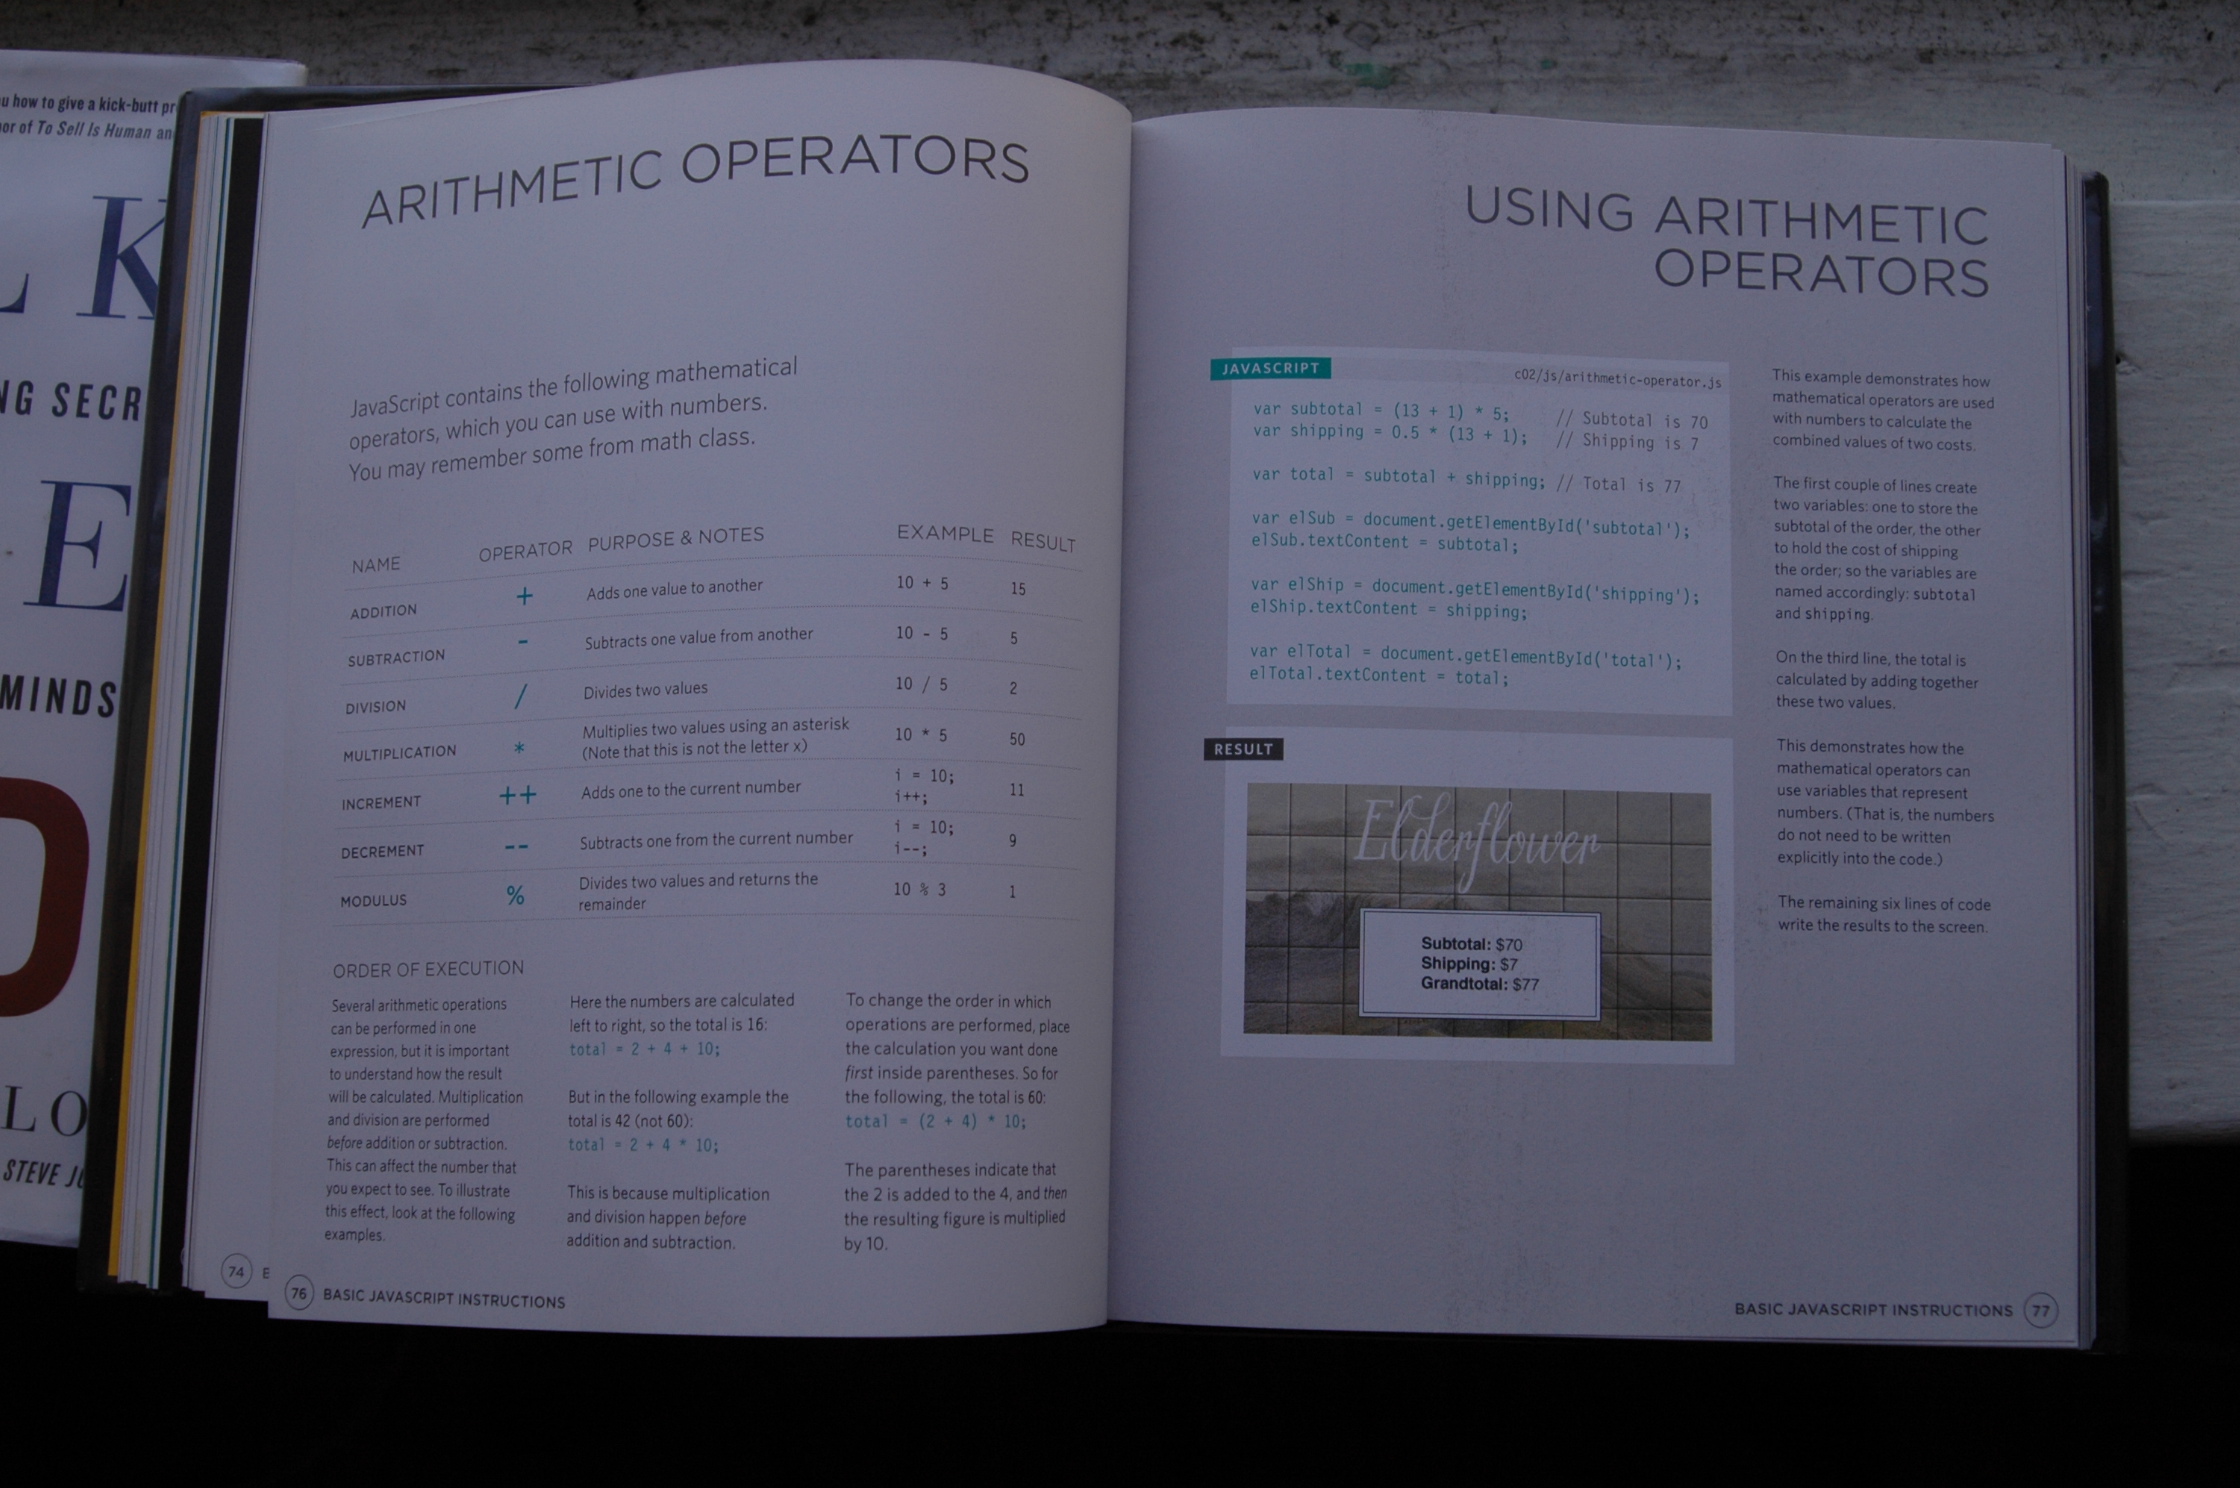 u how to give a kick-butt pr
or of To Sell Is Human an
L K
NG SECR
E
MINDS
LO
STEVE J
ARITHMETIC OPERATORS
JavaScript contains the following mathematical
operators, which you can use with numbers.
You may remember some from math class.
NAME OPERATOR PURPOSE & NOTES EXAMPLE RESULT
ADDITION + Adds one value to another 10 + 5 15
SUBTRACTION - Subtracts one value from another 10 - 5 5
DIVISION / Divides two values 10 / 5 2
MULTIPLICATION * Multiplies two values using an asterisk 10 * 5 50
(Note that this is not the letter x)
INCREMENT ++ Adds one to the current number i = 10; 11
i++;
DECREMENT -- Subtracts one from the current number i = 10; 9
i--;
MODULUS % Divides two values and returns the 10 % 3 1
remainder
ORDER OF EXECUTION
Several arithmetic operations
can be performed in one
expression, but it is important
to understand how the result
will be calculated. Multiplication
and division are performed
before addition or subtraction.
This can affect the number that
you expect to see. To illustrate
this effect, look at the following
examples.
Here the numbers are calculated
left to right, so the total is 16:
total = 2 + 4 + 10;
But in the following example the
total is 42 (not 60):
total = 2 + 4 * 10;
This is because multiplication
and division happen before
addition and subtraction.
To change the order in which
operations are performed, place
the calculation you want done
first inside parentheses. So for
the following, the total is 60:
total = (2 + 4) * 10;
The parentheses indicate that
the 2 is added to the 4, and then
the resulting figure is multiplied
by 10.
74 E
76 BASIC JAVASCRIPT INSTRUCTIONS
USING ARITHMETIC
OPERATORS
JAVASCRIPT c02/js/arithmetic-operator.js
var subtotal = (13 + 1) * 5; // Subtotal is 70
var shipping = 0.5 * (13 + 1); // Shipping is 7
var total = subtotal + shipping; // Total is 77
var elSub = document.getElementById('subtotal');
elSub.textContent = subtotal;
var elShip = document.getElementById('shipping');
elShip.textContent = shipping;
var elTotal = document.getElementById('total');
elTotal.textContent = total;
RESULT
Elderflower
Subtotal: $70
Shipping: $7
Grandtotal: $77
This example demonstrates how
mathematical operators are used
with numbers to calculate the
combined values of two costs.
The first couple of lines create
two variables: one to store the
subtotal of the order, the other
to hold the cost of shipping
the order; so the variables are
named accordingly: subtotal
and shipping.
On the third line, the total is
calculated by adding together
these two values.
This demonstrates how the
mathematical operators can
use variables that represent
numbers. (That is, the numbers
do not need to be written
explicitly into the code.)
The remaining six lines of code
write the results to the screen.
BASIC JAVASCRIPT INSTRUCTIONS 77